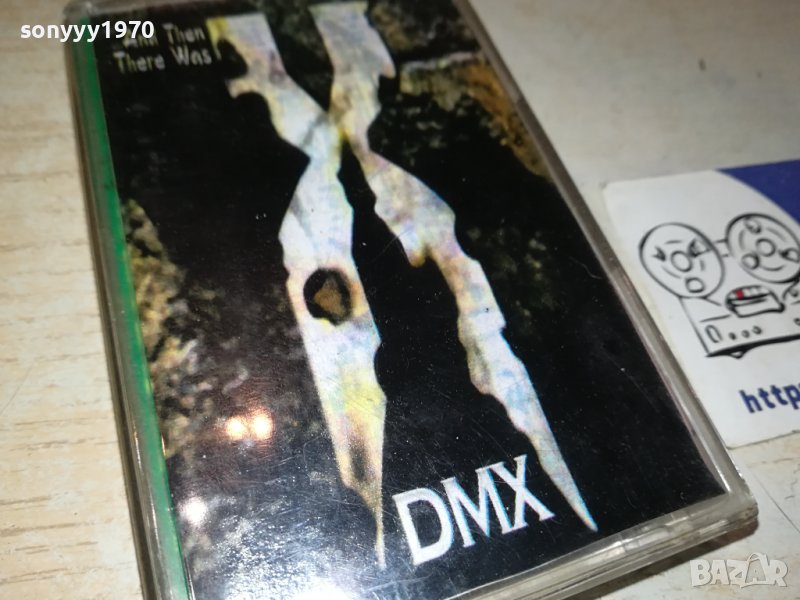 sonyyy1970
And Then
There Was
DMX
http
BAZAR